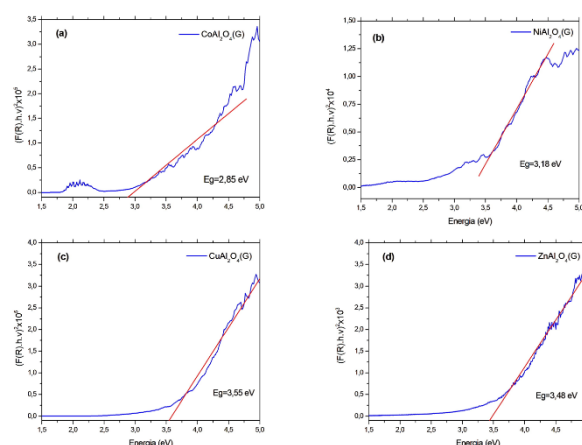 (a)
CoAl₂O₄(G)
(F(R).h.v)²x10⁶
3,5
3,0
2,5
2,0
1,5
1,0
0,5
0,0
Eg=2,85 eV
1,5 2,0 2,5 3,0 3,5 4,0 4,5 5,0
Energia (eV)
(b)
NiAl₂O₄(G)
1,50
1,25
1,00
0,75
0,50
0,25
0,00
Eg=3,18 eV
1,5 2,0 2,5 3,0 3,5 4,0 4,5 5,0
Energia (eV)
(c)
CuAl₂O₄(G)
4,0
3,5
3,0
2,5
2,0
1,5
1,0
0,5
0,0
Eg=3,55 eV
1,5 2,0 2,5 3,0 3,5 4,0 4,5 5,0
Energia (eV)
(d)
ZnAl₂O₄(G)
(F(R).h.v)²x10³
4,0
3,5
3,0
2,5
2,0
1,5
1,0
0,5
0,0
Eg=3,48 eV
1,5 2,0 2,5 3,0 3,5 4,0 4,5 5,0
Energia (eV)